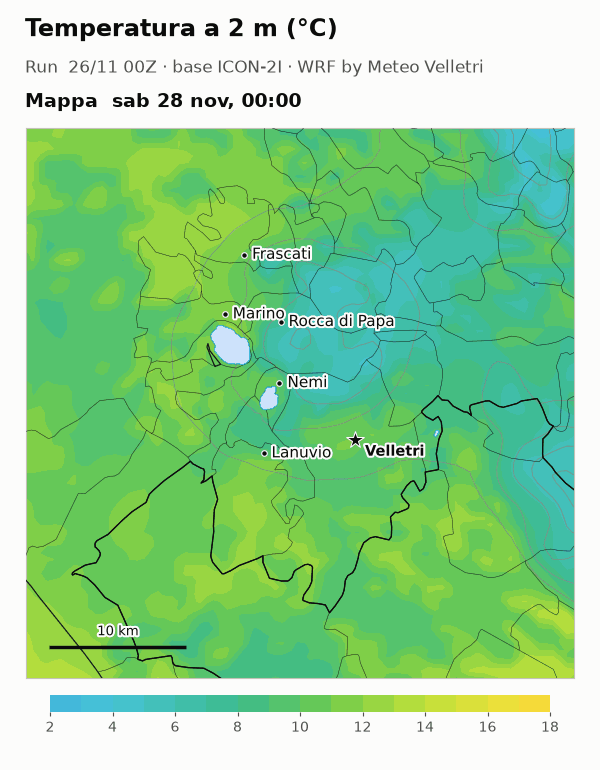 Temperatura a 2 m (°C)
Run  26/11 00Z · base ICON-2I · WRF by Meteo Velletri
Mappa  sab 28 nov, 00:00
Frascati
Marino
Rocca di Papa
Nemi
Velletri
Lanuvio
10 km
2 4 6 8 10 12 14 16 18